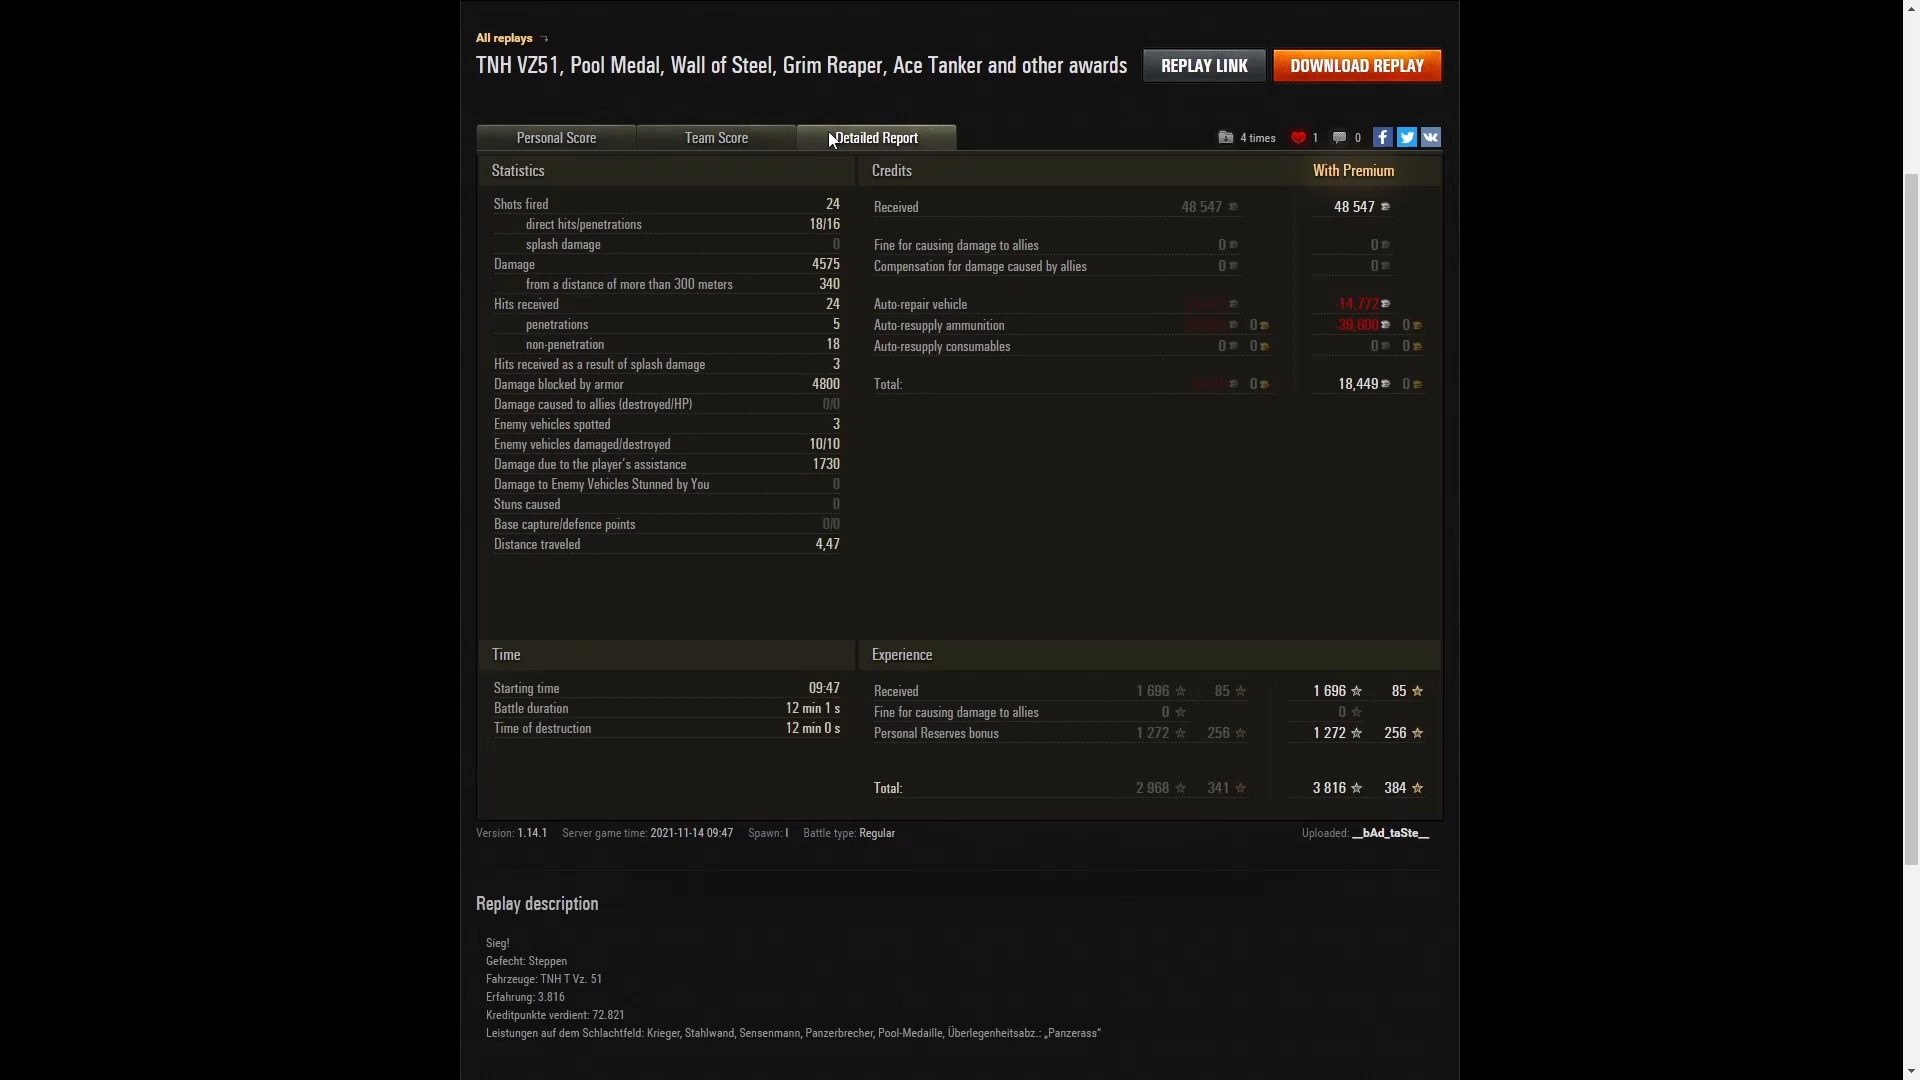 All replays
TNH VZ51, Pool Medal, Wall of Steel, Grim Reaper, Ace Tanker and other awards
REPLAY LINK
DOWNLOAD REPLAY
Personal Score
Team Score
Detailed Report
4 times
1
0
Statistics
Shots fired 24
direct hits/penetrations 18/16
splash damage 0
Damage 4575
from a distance of more than 300 meters 340
Hits received 24
penetrations 5
non-penetration 18
Hits received as a result of splash damage 3
Damage blocked by armor 4800
Damage caused to allies (destroyed/HP) 0/0
Enemy vehicles spotted 3
Enemy vehicles damaged/destroyed 10/10
Damage due to the player's assistance 1730
Damage to Enemy Vehicles Stunned by You 0
Stuns caused 0
Base capture/defence points 0/0
Distance traveled 4,47
Credits With Premium
Received 48 547 48 547
Fine for causing damage to allies 0 0
Compensation for damage caused by allies 0 0
Auto-repair vehicle -14,772
Auto-resupply ammunition 0 -39,600 0
Auto-resupply consumables 0 0 0 0
Total: 0 18,449 0
Time
Starting time 09:47
Battle duration 12 min 1 s
Time of destruction 12 min 0 s
Experience
Received 1 696 85 1 696 85
Fine for causing damage to allies 0 0
Personal Reserves bonus 1 272 256 1 272 256
Total: 2 968 341 3 816 384
Version: 1.14.1 Server game time: 2021-11-14 09:47 Spawn: I Battle type: Regular
Uploaded: __bAd_taSte__
Replay description
Sieg!
Gefecht: Steppen
Fahrzeuge: TNH T Vz. 51
Erfahrung: 3.816
Kreditpunkte verdient: 72.821
Leistungen auf dem Schlachtfeld: Krieger, Stahlwand, Sensenmann, Panzerbrecher, Pool-Medaille, Überlegenheitsabz.: „Panzerass“